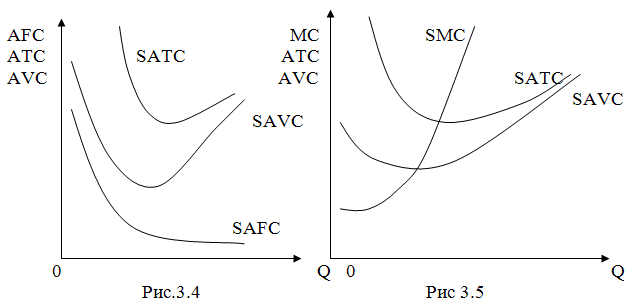 AFC
ATC
AVC
SATC
SAVC
SAFC
0
Q
Рис.3.4
MC
ATC
AVC
SMC
SATC
SAVC
0
Q
Рис 3.5